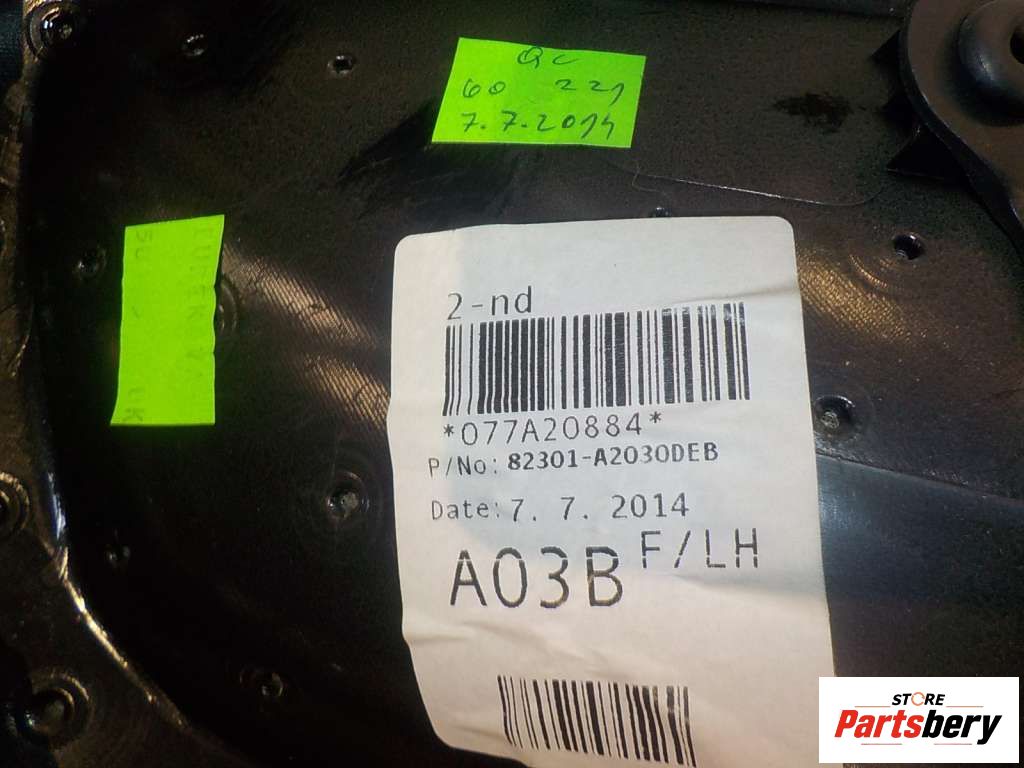 QC
60 221
7.7.2014
2-nd
*077A20884*
P/No: 82301-A2030DEB
Date: 7. 7. 2014
A03B F/LH
STORE
Partsbery